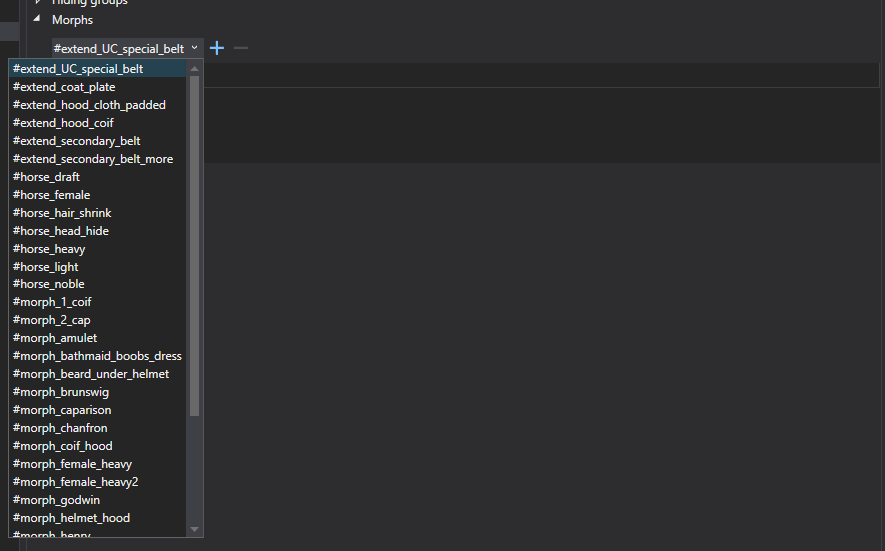 Hiding groups
Morphs
#extend_UC_special_belt
#extend_UC_special_belt
#extend_coat_plate
#extend_hood_cloth_padded
#extend_hood_coif
#extend_secondary_belt
#extend_secondary_belt_more
#horse_draft
#horse_female
#horse_hair_shrink
#horse_head_hide
#horse_heavy
#horse_light
#horse_noble
#morph_1_coif
#morph_2_cap
#morph_amulet
#morph_bathmaid_boobs_dress
#morph_beard_under_helmet
#morph_brunswig
#morph_caparison
#morph_chanfron
#morph_coif_hood
#morph_female_heavy
#morph_female_heavy2
#morph_godwin
#morph_helmet_hood
#morph_henry